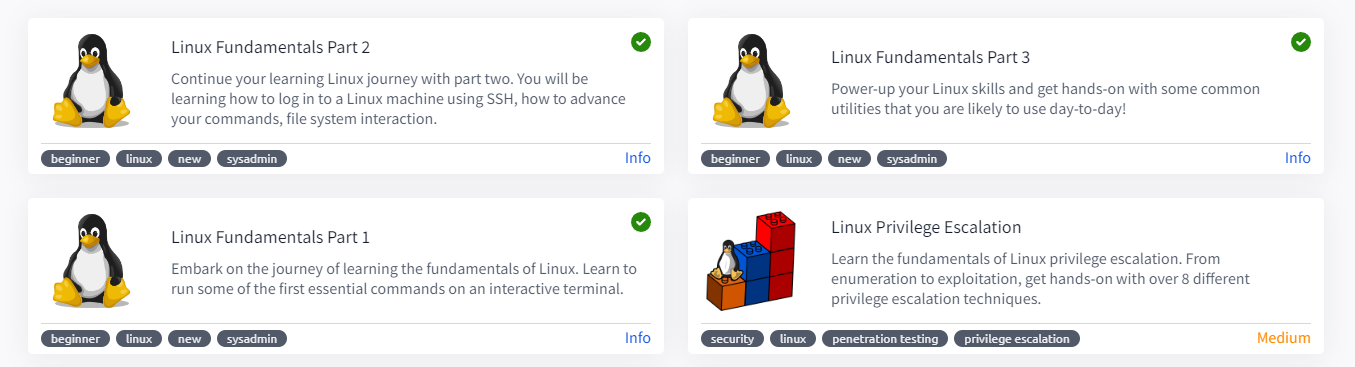 Linux Fundamentals Part 2
Continue your learning Linux journey with part two. You will be
learning how to log in to a Linux machine using SSH, how to advance
your commands, file system interaction.
beginner linux new sysadmin Info
Linux Fundamentals Part 3
Power-up your Linux skills and get hands-on with some common
utilities that you are likely to use day-to-day!
beginner linux new sysadmin Info
Linux Fundamentals Part 1
Embark on the journey of learning the fundamentals of Linux. Learn to
run some of the first essential commands on an interactive terminal.
beginner linux new sysadmin Info
Linux Privilege Escalation
Learn the fundamentals of Linux privilege escalation. From
enumeration to exploitation, get hands-on with over 8 different
privilege escalation techniques.
security linux penetration testing privilege escalation Medium